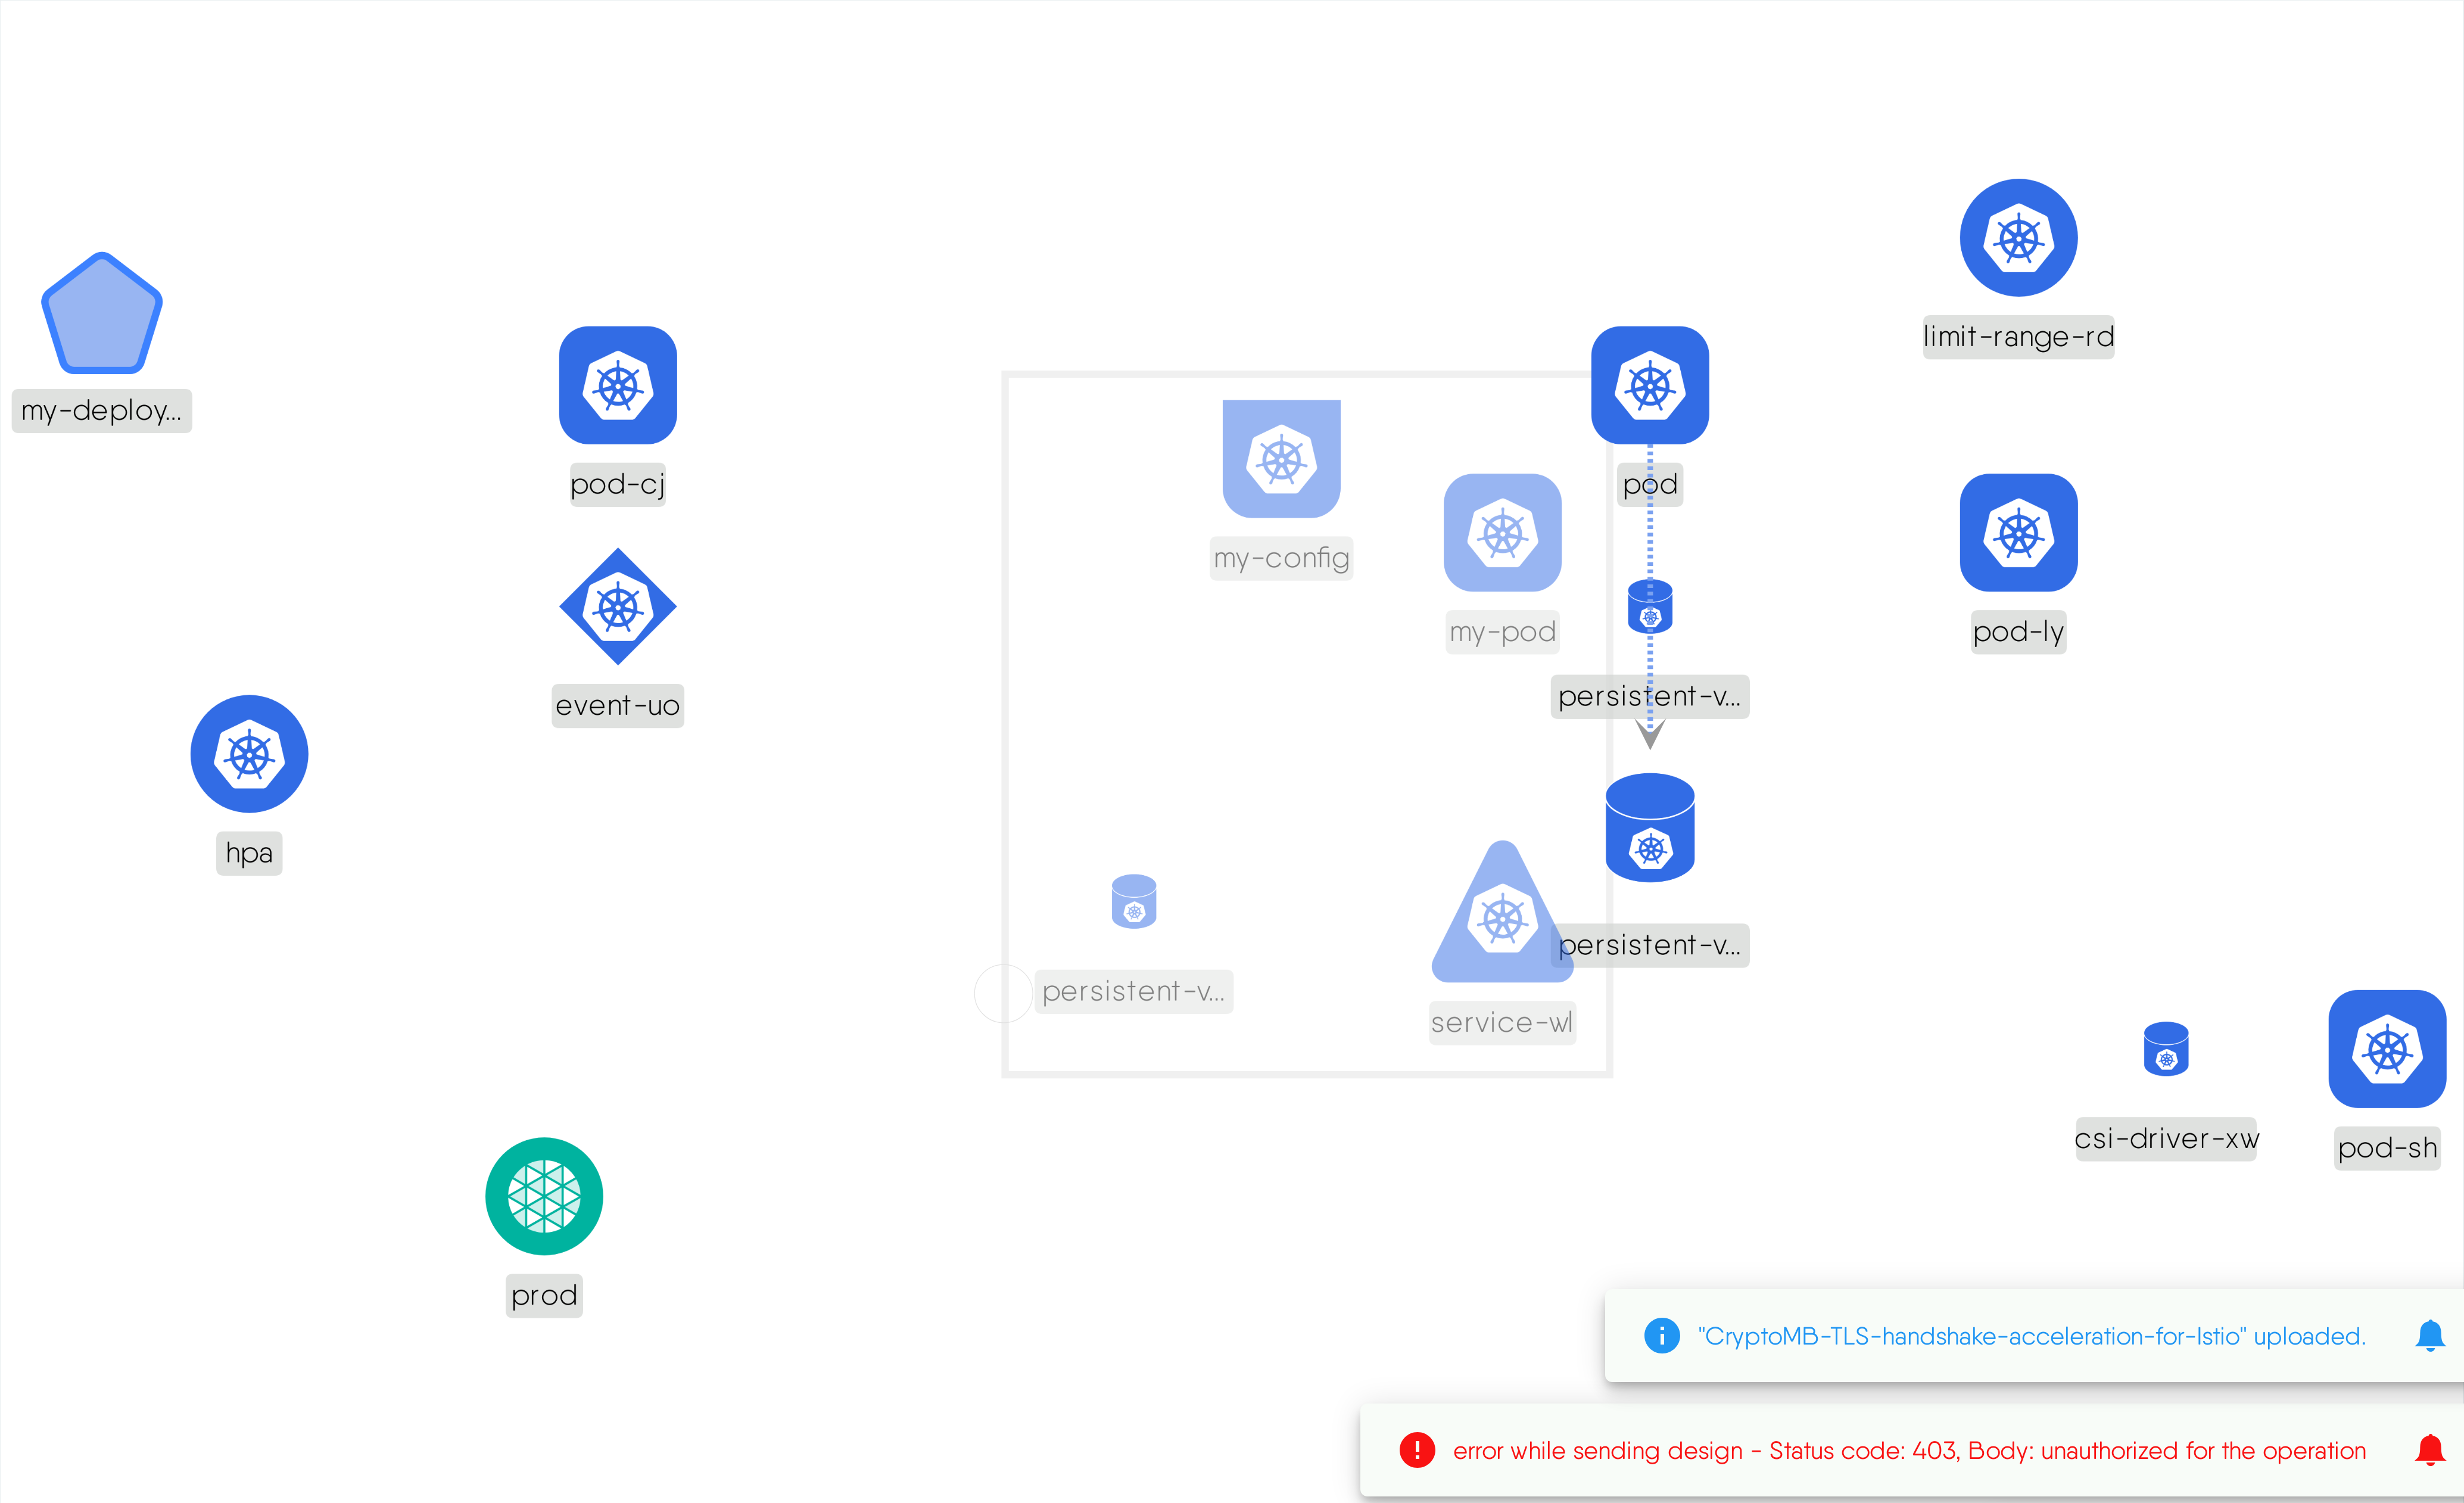 limit-range-rd
my-deploy...
pod-cj
pod
my-config
my-pod
pod-ly
persistent-v...
event-uo
hpa
persistent-v...
persistent-v...
service-wl
csi-driver-xw
pod-sh
prod
"CryptoMB-TLS-handshake-acceleration-for-Istio" uploaded.
error while sending design - Status code: 403, Body: unauthorized for the operation